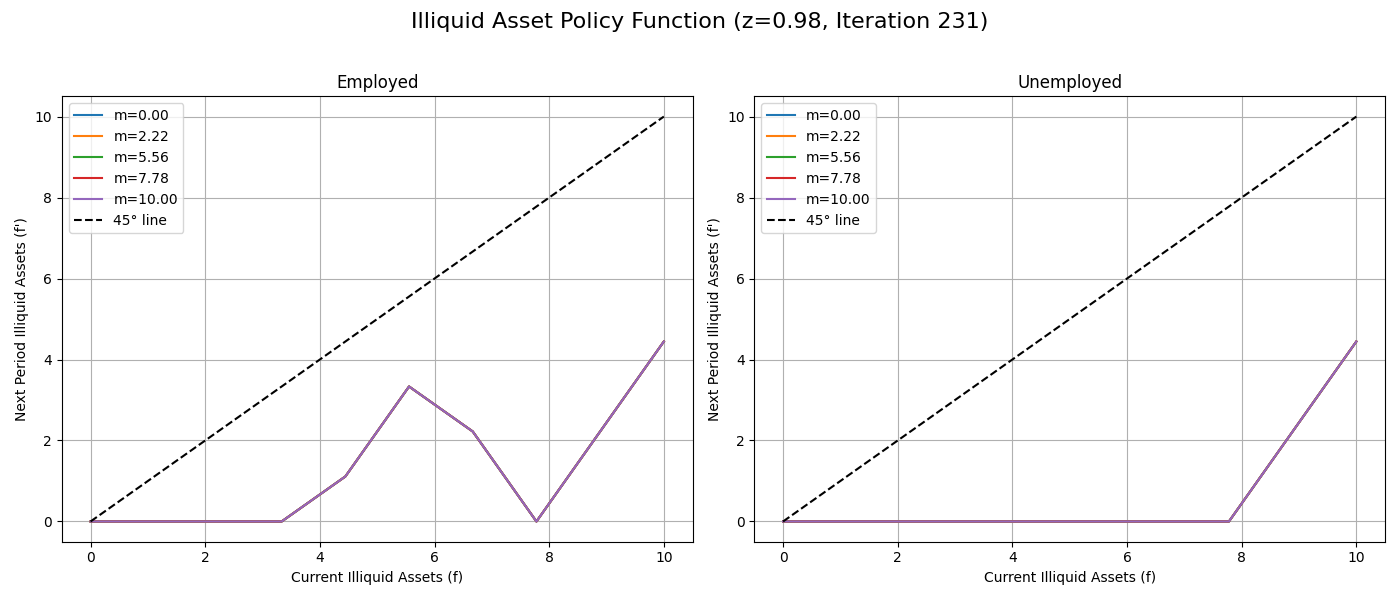 Illiquid Asset Policy Function (z=0.98, Iteration 231)
Employed
m=0.00
m=2.22
m=5.56
m=7.78
m=10.00
45° line
10
8
6
4
2
0
Next Period Illiquid Assets (f')
0 2 4 6 8 10
Current Illiquid Assets (f)
Unemployed
m=0.00
m=2.22
m=5.56
m=7.78
m=10.00
45° line
10
8
6
4
2
0
Next Period Illiquid Assets (f')
0 2 4 6 8 10
Current Illiquid Assets (f)